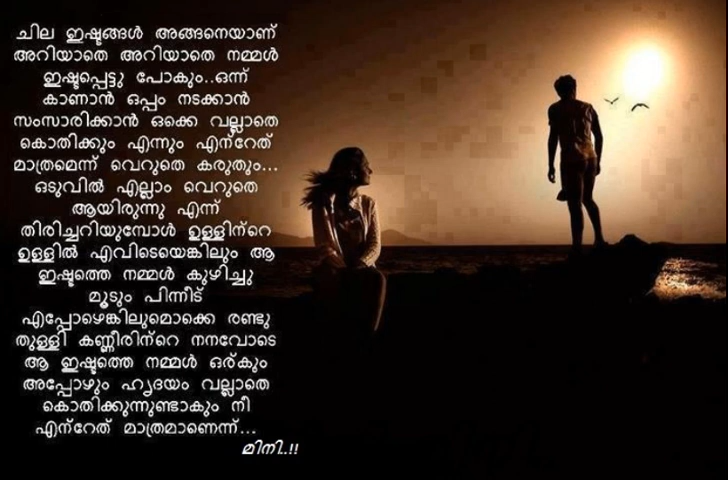 ചില ഇഷ്ടങ്ങൾ അങ്ങനെയാണ്
അറിയാതെ അറിയാതെ നമ്മൾ
ഇഷ്ടപ്പെട്ടു പോകും..ഒന്ന്
കാണാൻ ഒപ്പം നടക്കാൻ
സംസാരിക്കാൻ ഒക്കെ വല്ലാതെ
കൊതിക്കും എന്നും എന്റേത്
മാത്രമെന്ന് വെറുതെ കരുതും...
ഒടുവിൽ എല്ലാം വെറുതെ
ആയിരുന്നു എന്ന്
തിരിച്ചറിയുമ്പോൾ ഉള്ളിന്റെ
ഉള്ളിൽ എവിടെയെങ്കിലും ആ
ഇഷ്ടത്തെ നമ്മൾ കുഴിച്ചു
മൂടും പിന്നീട്
എപ്പോഴെങ്കിലുമൊക്കെ രണ്ടു
തുള്ളി കണ്ണീരിന്റെ നനവോടെ
ആ ഇഷ്ടത്തെ നമ്മൾ ഒര്കും
അപ്പോഴും ഹൃദയം വല്ലാതെ
കൊതിക്കുന്നുണ്ടാകും നീ
എന്റേത് മാത്രമാണെന്ന്...
മിനി.!!